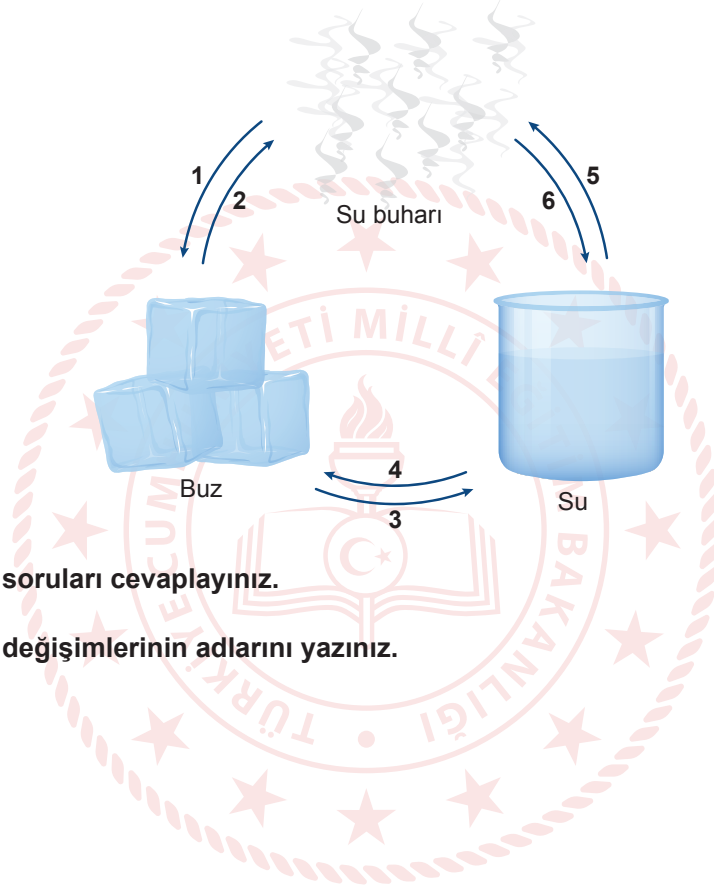 1
2
5
6
Su buharı
ETİ MİLLÎ E
Buz
4
3
Su
TÜRKİYE CUM
BAKANLIĞI
soruları cevaplayınız.
değişimlerinin adlarını yazınız.